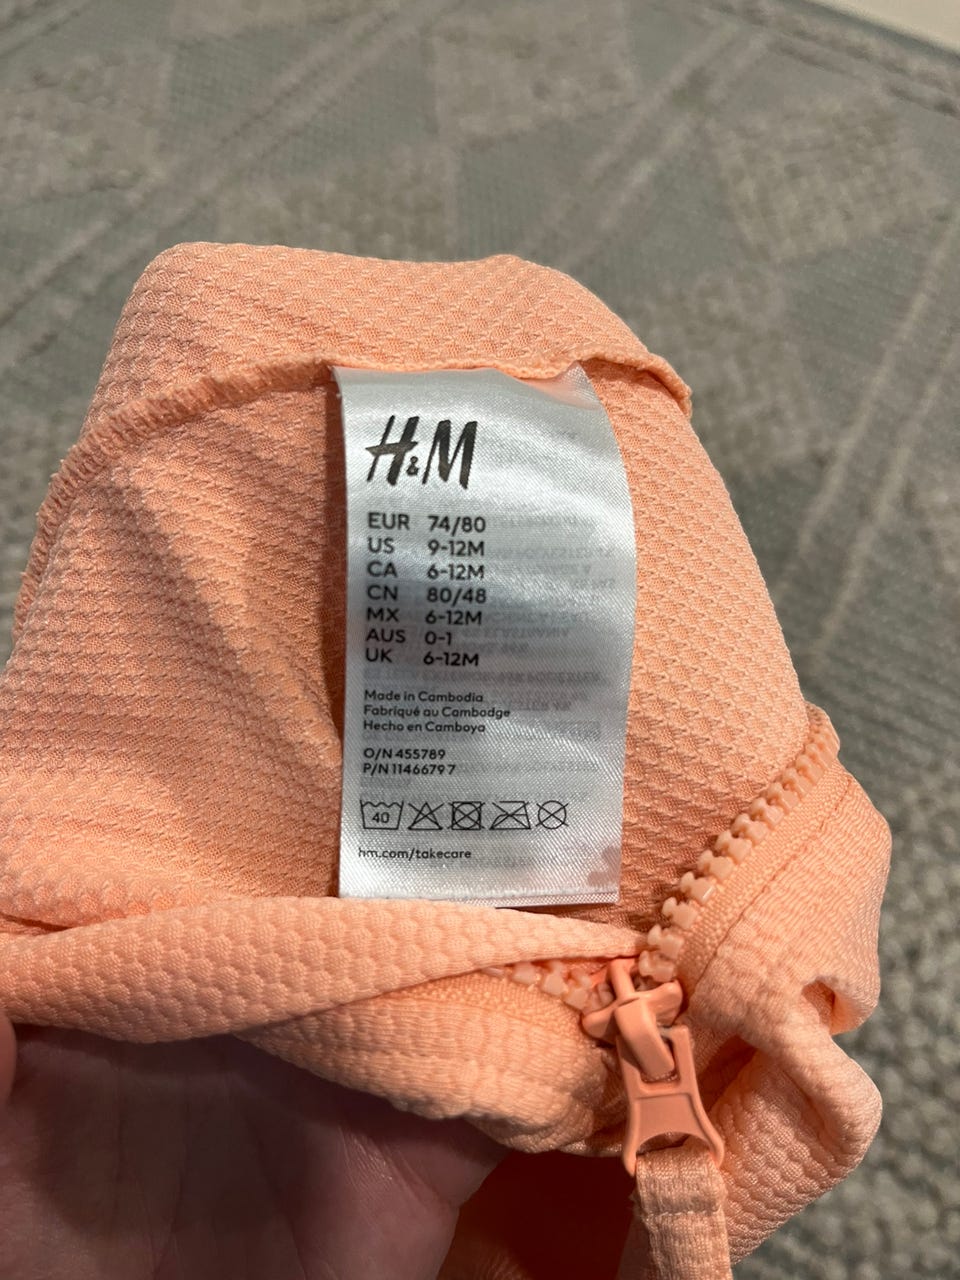 H&M
EUR 74/80
US 9-12M
CA 6-12M
CN 80/48
MX 6-12M
AUS 0-1
UK 6-12M
Made in Cambodia
Fabriqué au Cambodge
Hecho en Camboya
O/N 455789
P/N 11466797
40
hm.com/takecare